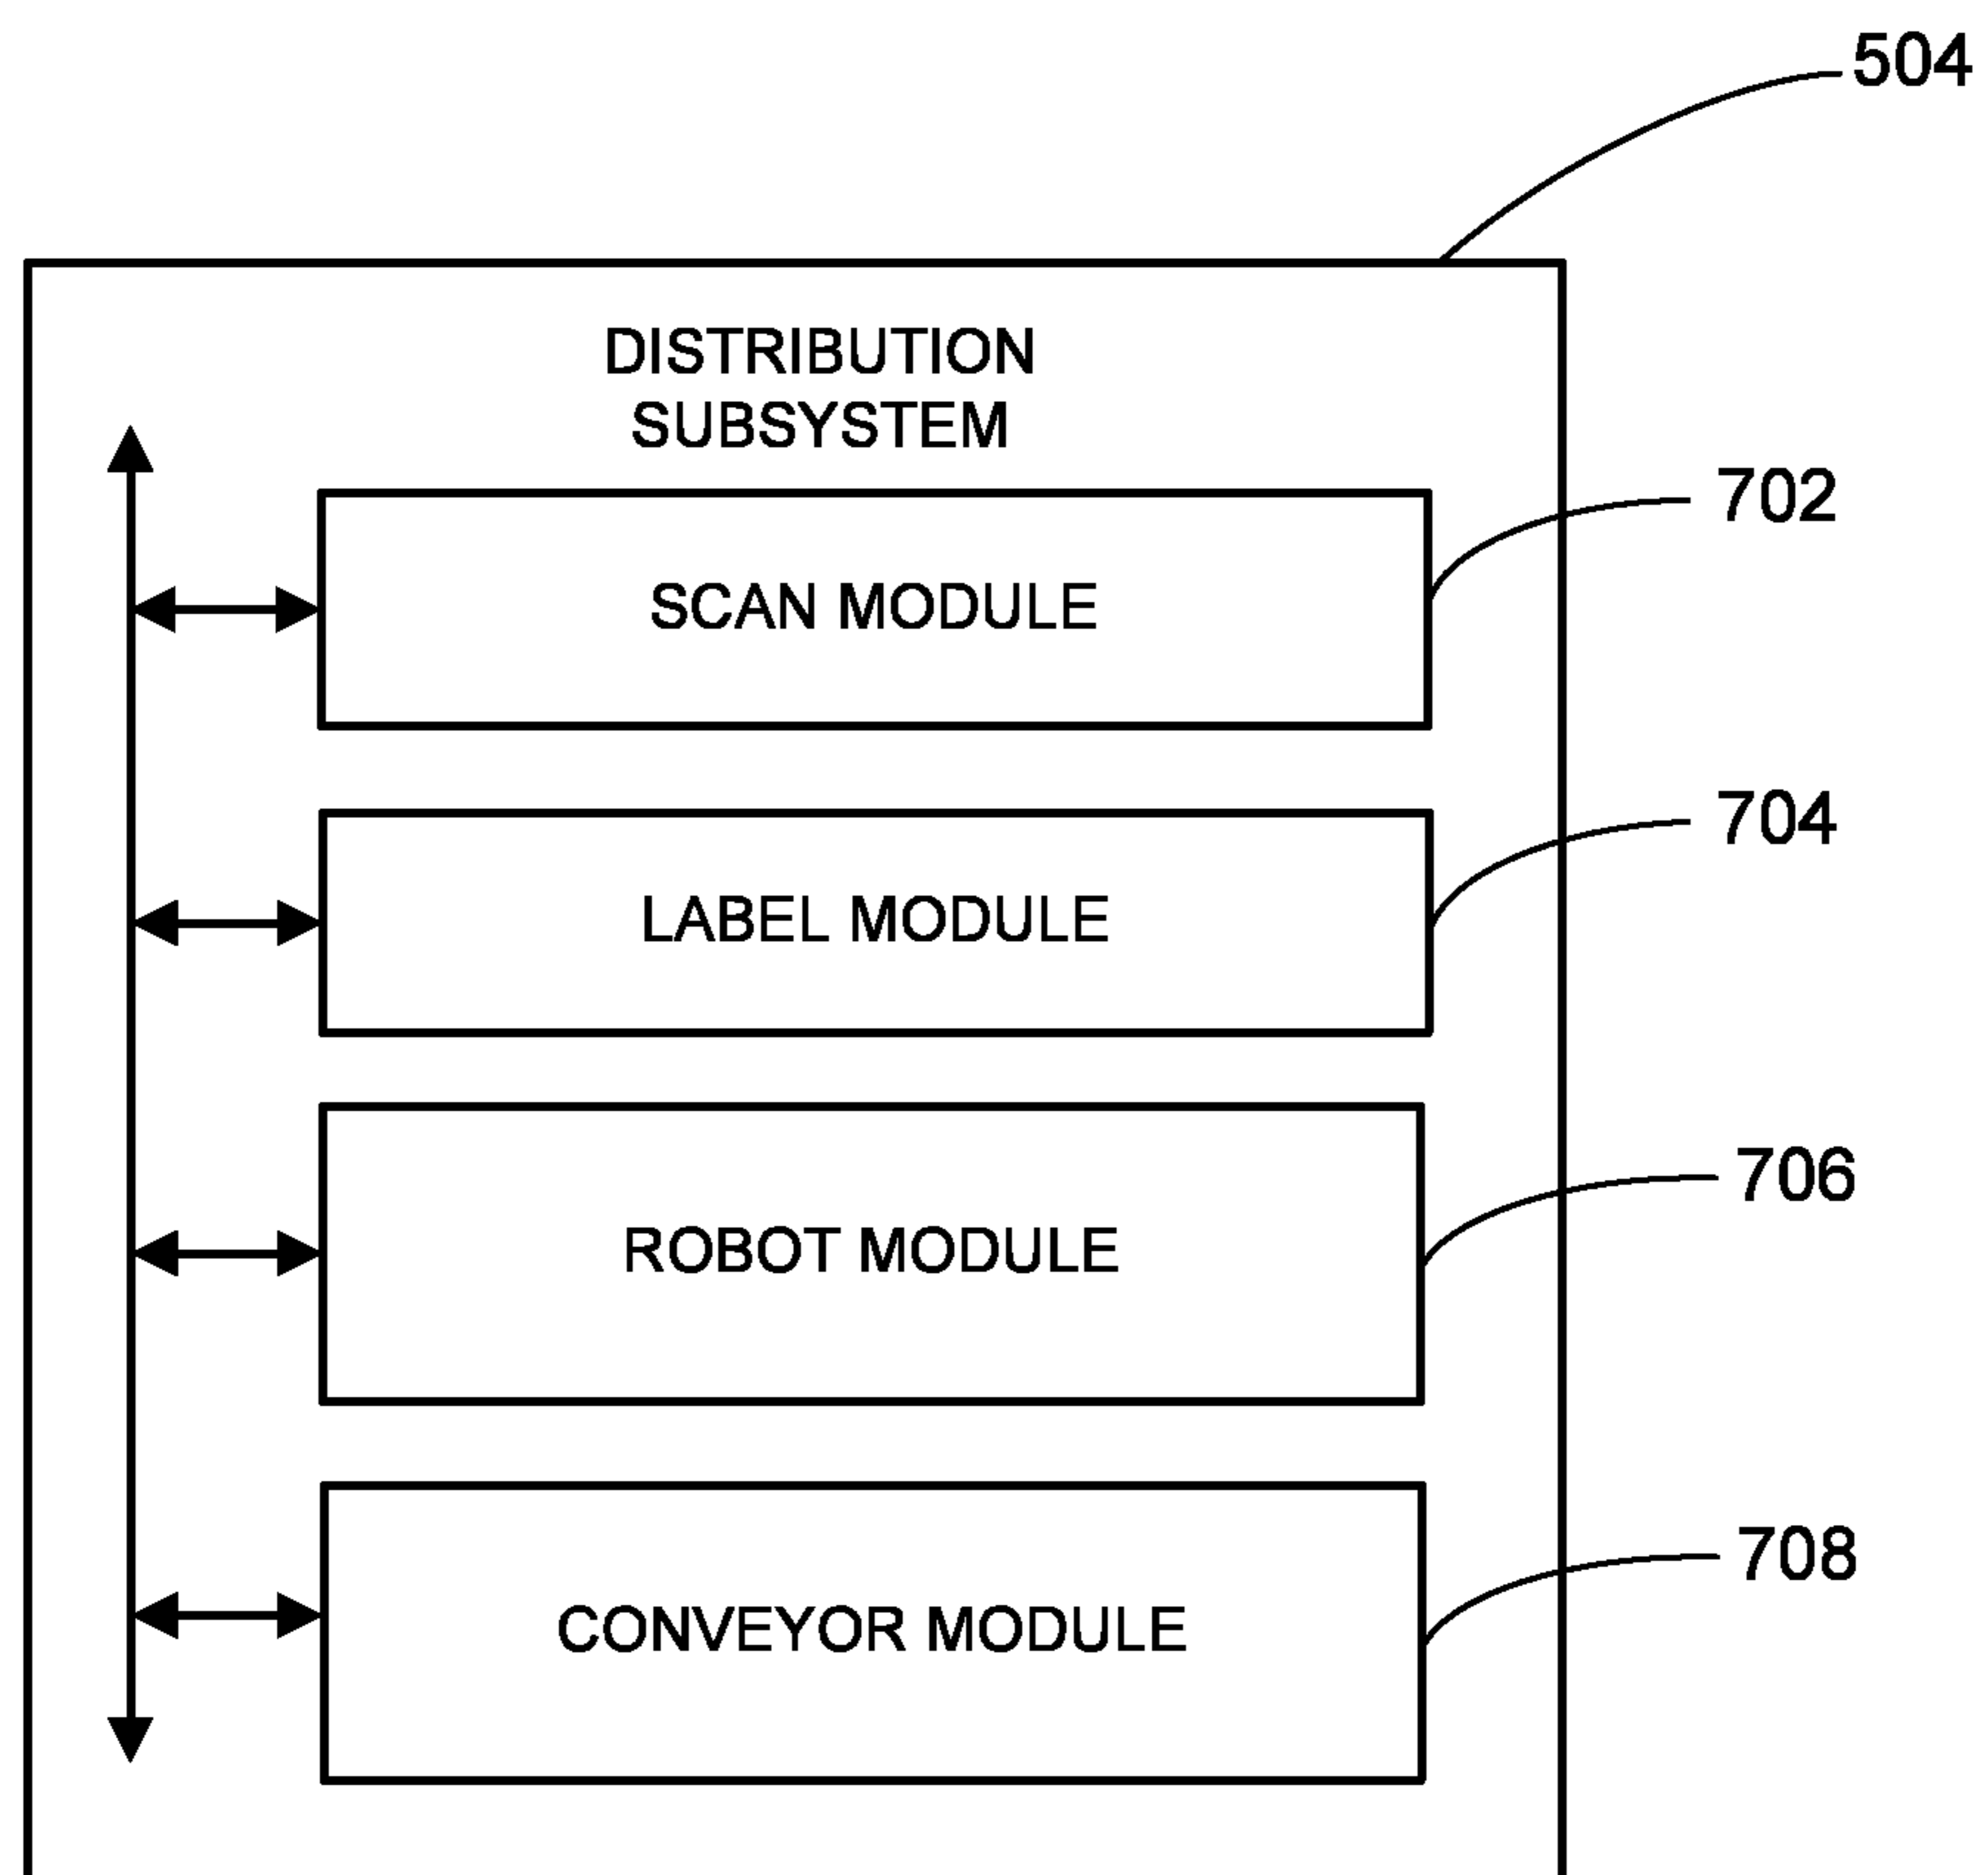 504
DISTRIBUTION
SUBSYSTEM
702
SCAN MODULE
704
LABEL MODULE
706
ROBOT MODULE
708
CONVEYOR MODULE